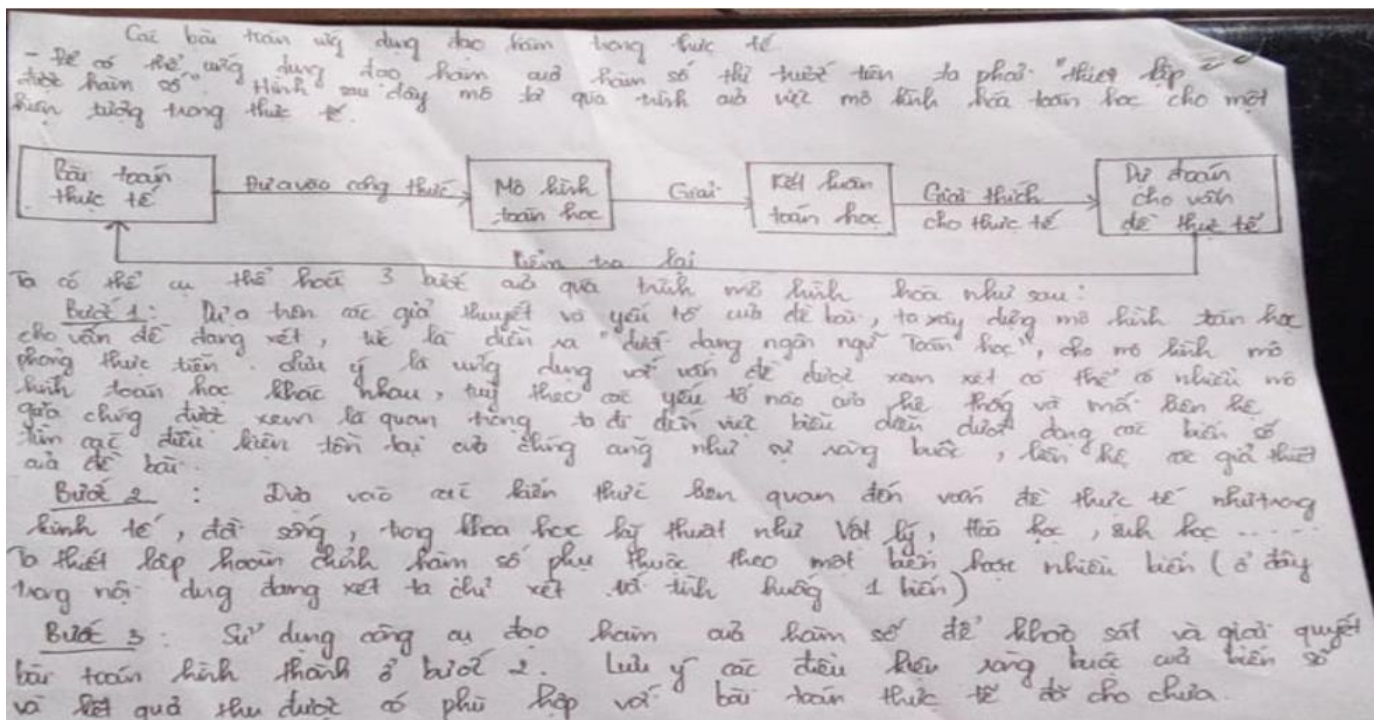 Các bài toán ứng dụng đạo hàm trong thực tế
- Để có thể ứng dụng đạo hàm của hàm số thì trước tiên ta phải "thiết lập
được hàm số". Hình sau đây mô tả quá trình của việc mô hình hóa toán học cho một
hiện tượng trong thực tế.
Bài toán thực tế
Đưa vào công thức
Mô hình toán học
Giải
Kết luận toán học
Giải thích cho thực tế
Dự đoán cho vấn đề thực tế
Kiểm tra lại
Ta có thể cụ thể hoá 3 bước của quá trình mô hình hóa như sau:
Bước 1: Dựa trên các giả thuyết và yếu tố của đề bài, ta xây dựng mô hình toán học
cho vấn đề đang xét, tức là diễn ra "dưới dạng ngôn ngữ Toán học", cho mô hình mô
phỏng thực tiễn. Chú ý là ứng dụng với vấn đề được xem xét có thể có nhiều mô
hình toán học khác nhau, tuỳ theo các yếu tố nào của hệ thống và mối liên hệ
giữa chúng được xem là quan trọng ta đi đến việc biểu diễn dưới dạng các biến số
tìm các điều kiện tồn tại của chúng cũng như sự ràng buộc, liên hệ các giả thiết
của đề bài.
Bước 2 : Dựa vào các kiến thức liên quan đến vấn đề thực tế như trong
kinh tế, đời sống, trong khoa học kỹ thuật như Vật lý, Hóa học, sinh học .....
Ta thiết lập hoàn chỉnh hàm số phụ thuộc theo một biến hoặc nhiều biến (ở đây
trong nội dung đang xét ta chỉ xét với tình huống 1 biến)
Bước 3 : Sử dụng công cụ đạo hàm của hàm số để khảo sát và giải quyết
bài toán hình thành ở bước 2. Lưu ý các điều kiện ràng buộc của biến số
và kết quả thu được có phù hợp với bài toán thực tế đã cho chưa.